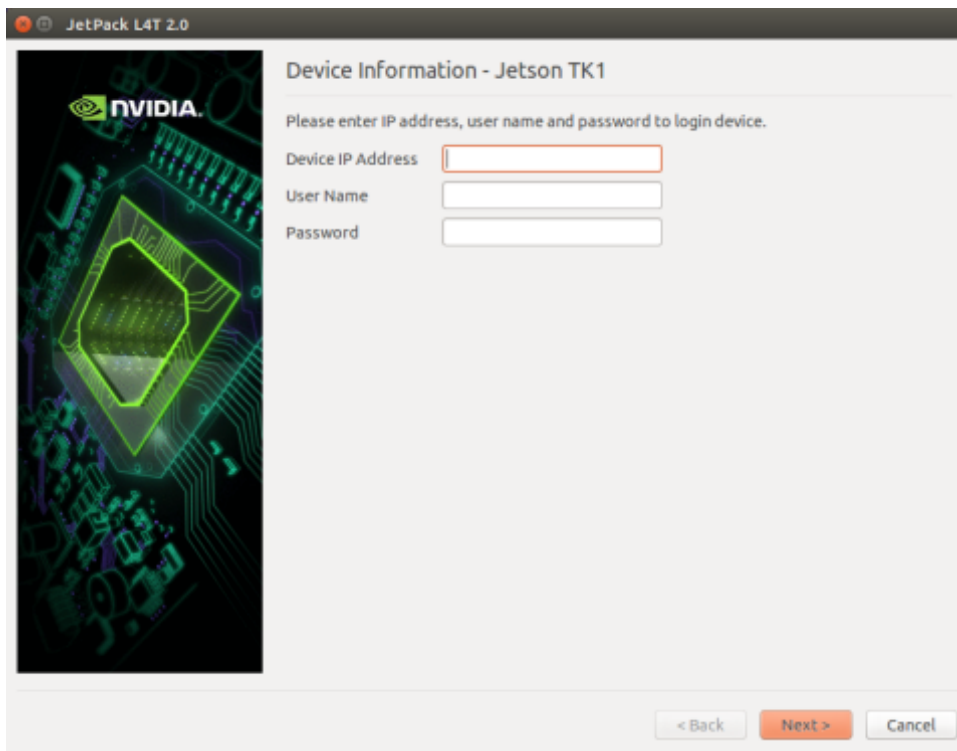 JetPack L4T 2.0
NVIDIA.
Device Information - Jetson TK1
Please enter IP address, user name and password to login device.
Device IP Address
User Name
Password
< Back
Next >
Cancel